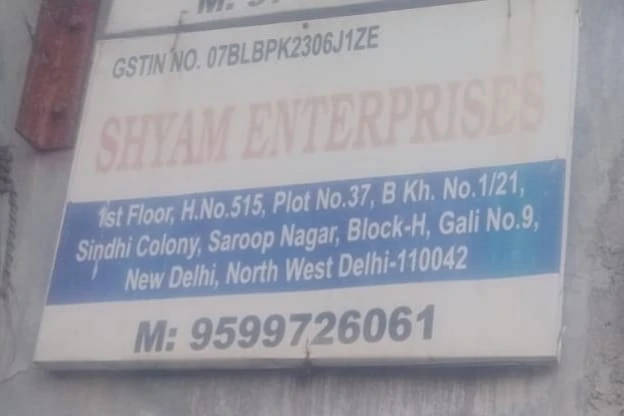 GSTIN NO. 07BLBPK2306J1ZE
SHYAM ENTERPRISES
1st Floor, H.No.515, Plot No.37, B Kh. No.1/21,
Sindhi Colony, Saroop Nagar, Block-H, Gali No.9,
New Delhi, North West Delhi-110042
M: 9599726061